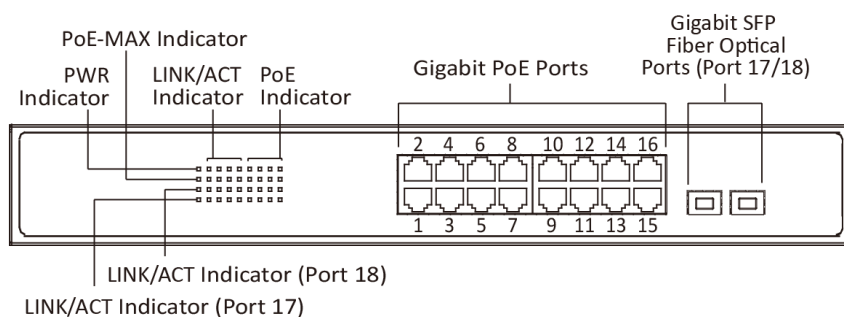 Gigabit SFP
Fiber Optical
Ports (Port 17/18)
PoE-MAX Indicator
PWR
Indicator
LINK/ACT
Indicator
PoE
Indicator
Gigabit PoE Ports
2 4 6 8 10 12 14 16
1 3 5 7 9 11 13 15
LINK/ACT Indicator (Port 18)
LINK/ACT Indicator (Port 17)